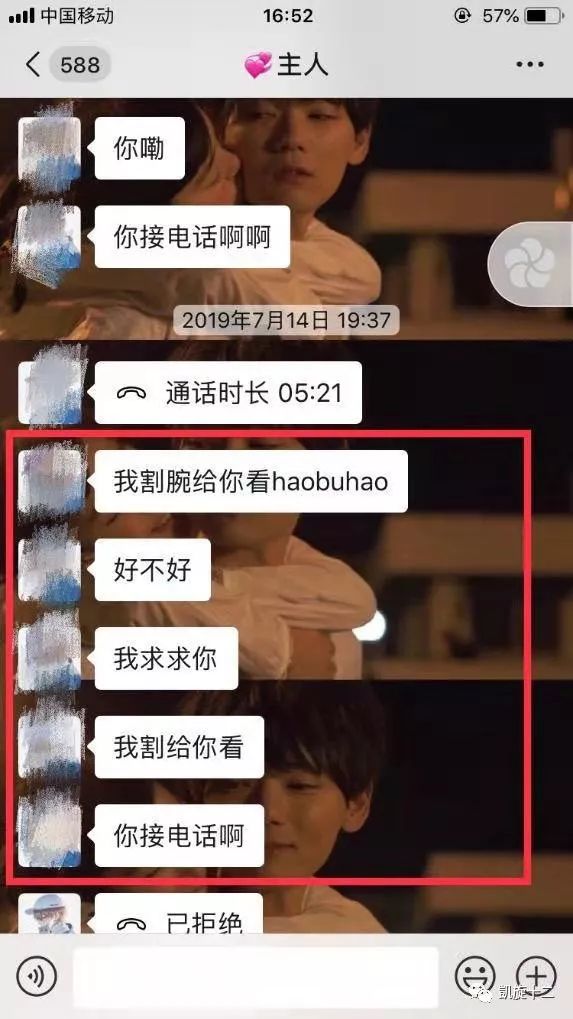 中国移动 16:52 57%
588 💞主人
你嘞
你接电话啊啊
2019年7月14日 19:37
通话时长 05:21
我割腕给你看haobuhao
好不好
我求求你
我割给你看
你接电话啊
已拒绝
凯旋十二